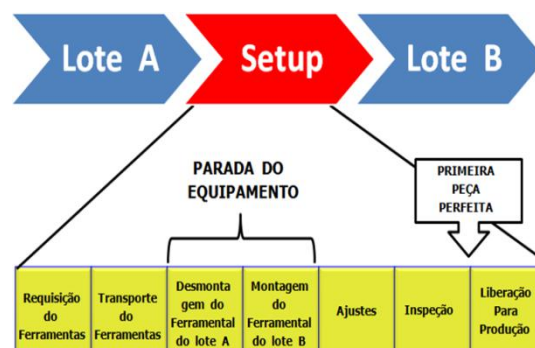 Lote A
Setup
Lote B
PARADA DO
EQUIPAMENTO
PRIMEIRA
PEÇA
PERFEITA
Requisição
do
Ferramentas
Transporte
do
Ferramentas
Desmonta
gem do
Ferramental
do lote A
Montagem
do
Ferramental
do lote B
Ajustes
Inspeção
Liberação
Para
Produção